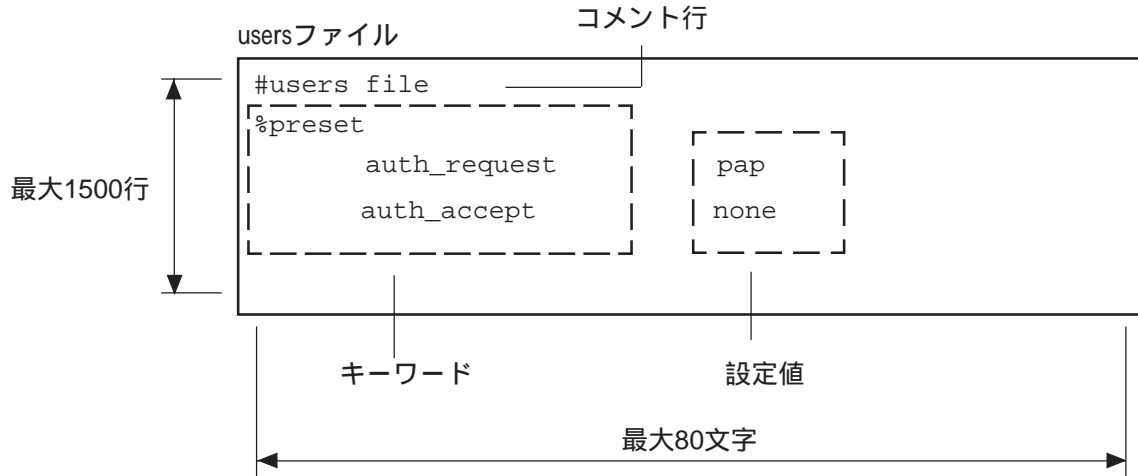 コメント行
usersファイル
#users file
%preset
auth_request pap
最大1500行
auth_accept none
キーワード 設定値
最大80文字